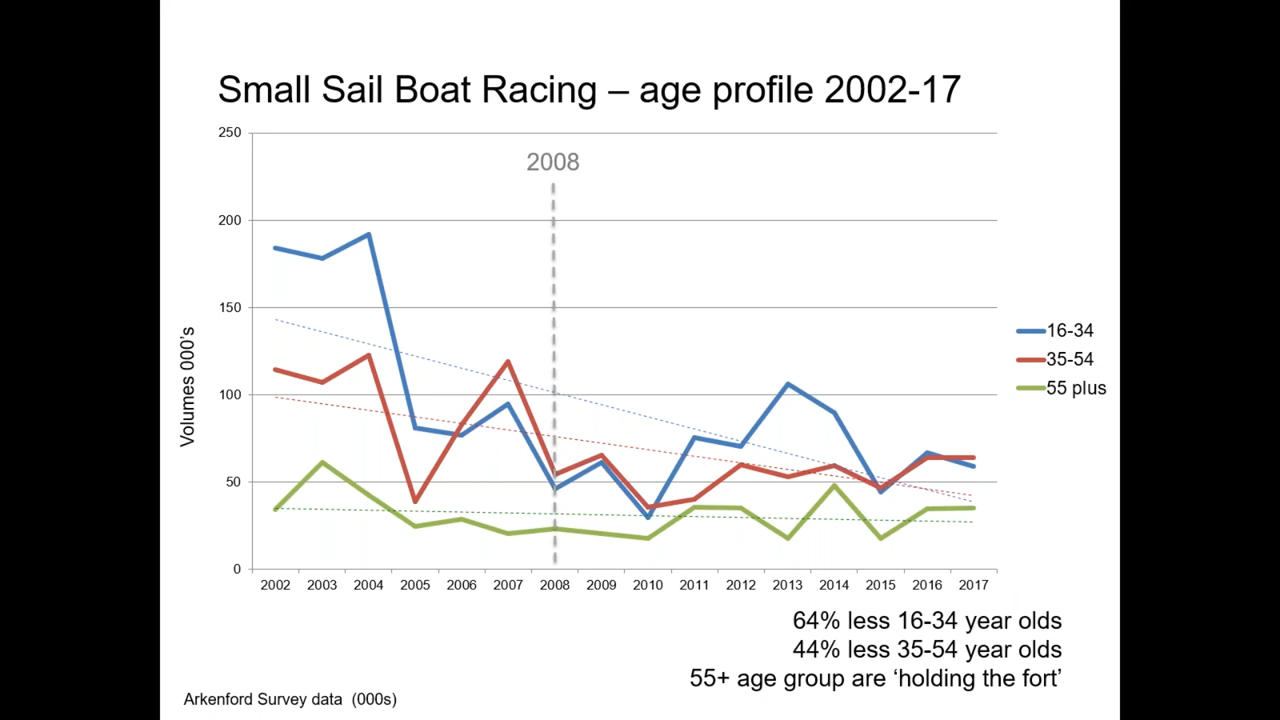 Small Sail Boat Racing – age profile 2002-17
250
2008
200
150
100
50
0
Volumes 000's
16-34
35-54
55 plus
2002 2003 2004 2005 2006 2007 2008 2009 2010 2011 2012 2013 2014 2015 2016 2017
64% less 16-34 year olds
44% less 35-54 year olds
55+ age group are ‘holding the fort’
Arkenford Survey data (000s)